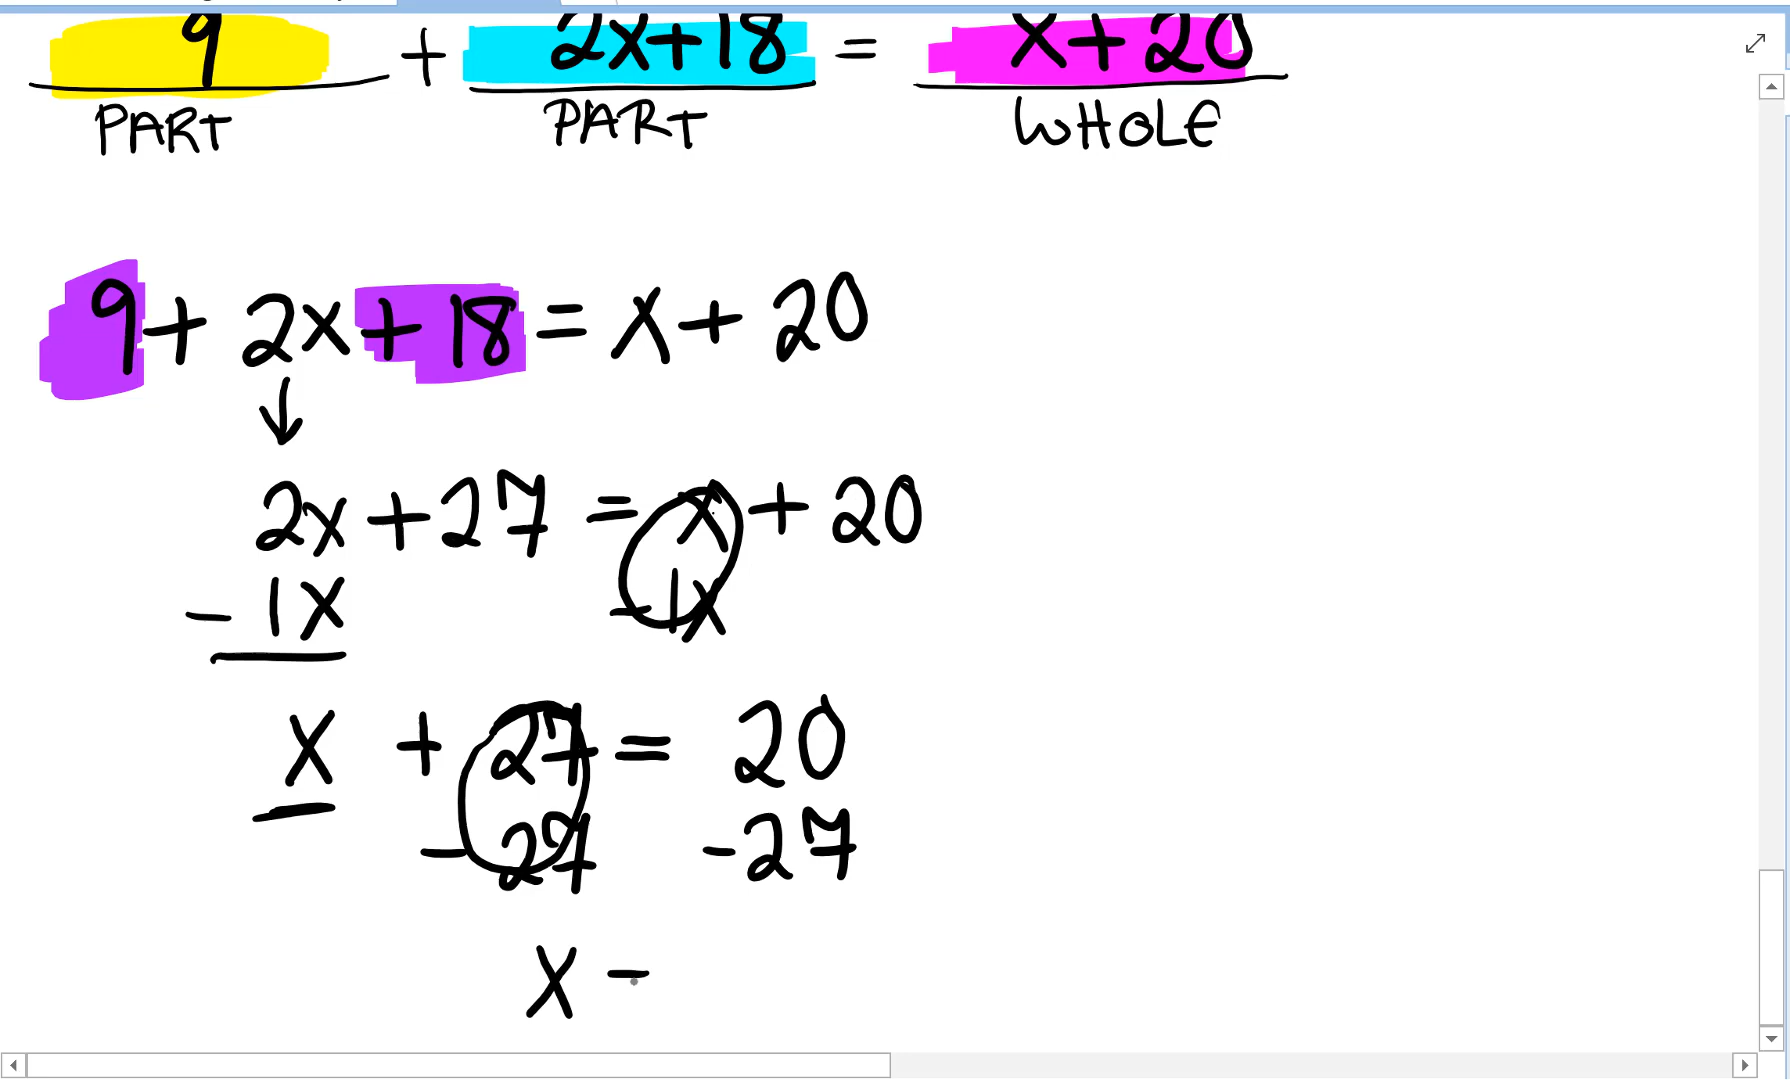 9 + 2x+18 = x+20
PART PART WHOLE
9+ 2x + 18 = x + 20
↓
2x + 27 = x + 20
- 1x -1x
x + 27 = 20
- 27 -27
x -